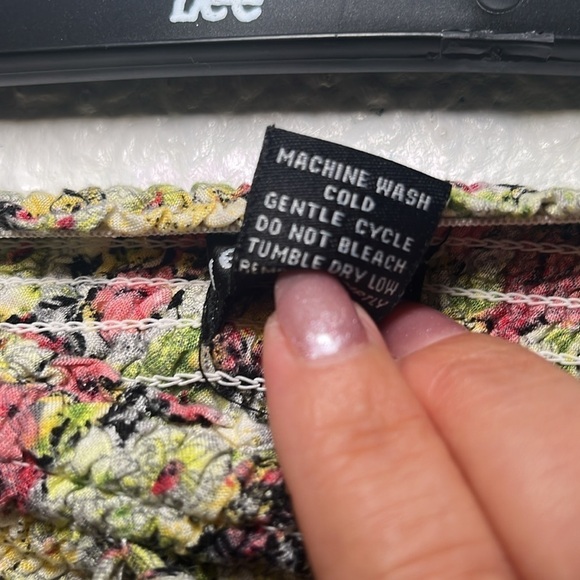 Lee
MACHINE WASH
COLD
GENTLE CYCLE
DO NOT BLEACH
TUMBLE DRY LOW